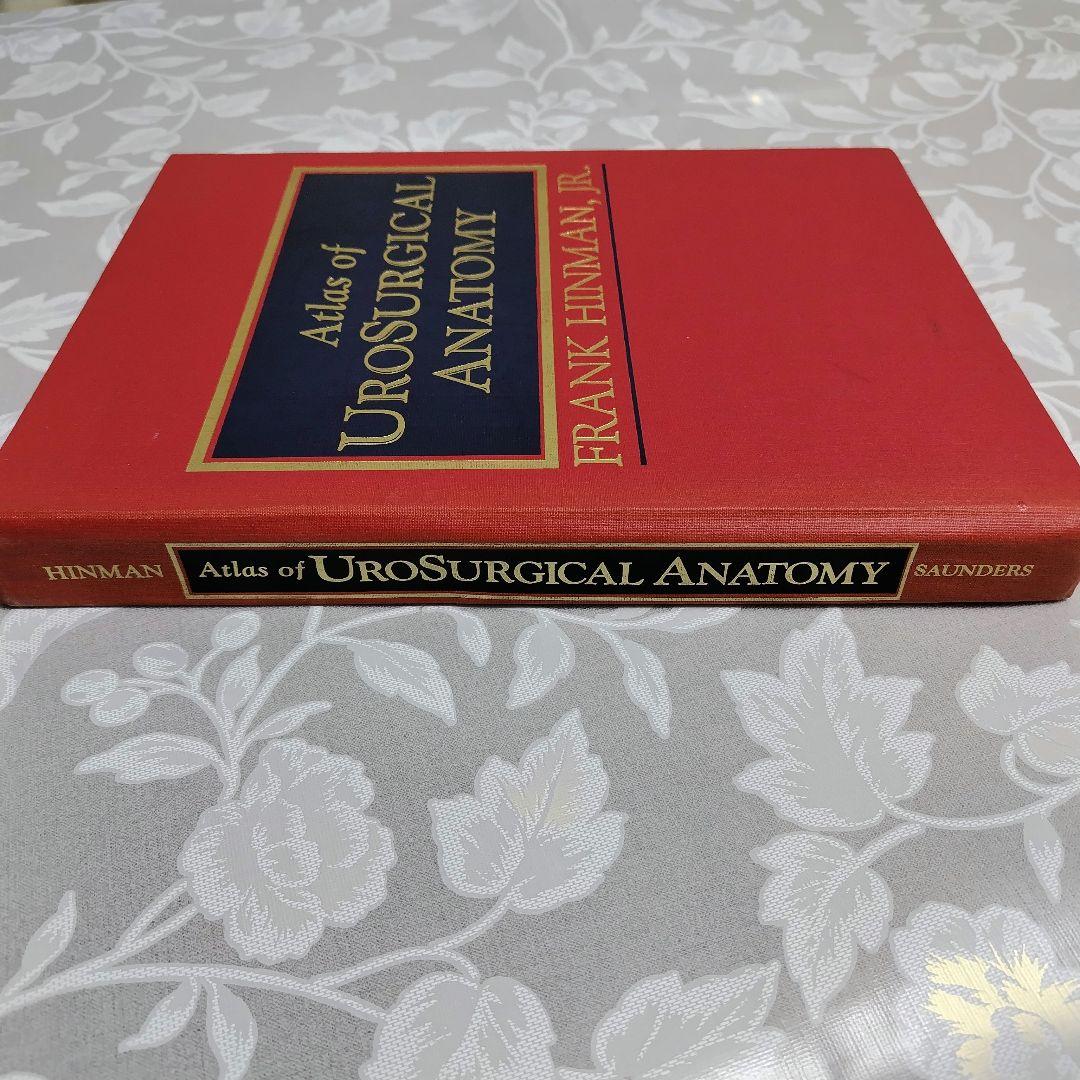 Atlas of
UROSURGICAL
ANATOMY
FRANK HINMAN, JR.
HINMAN Atlas of UROSURGICAL ANATOMY SAUNDERS